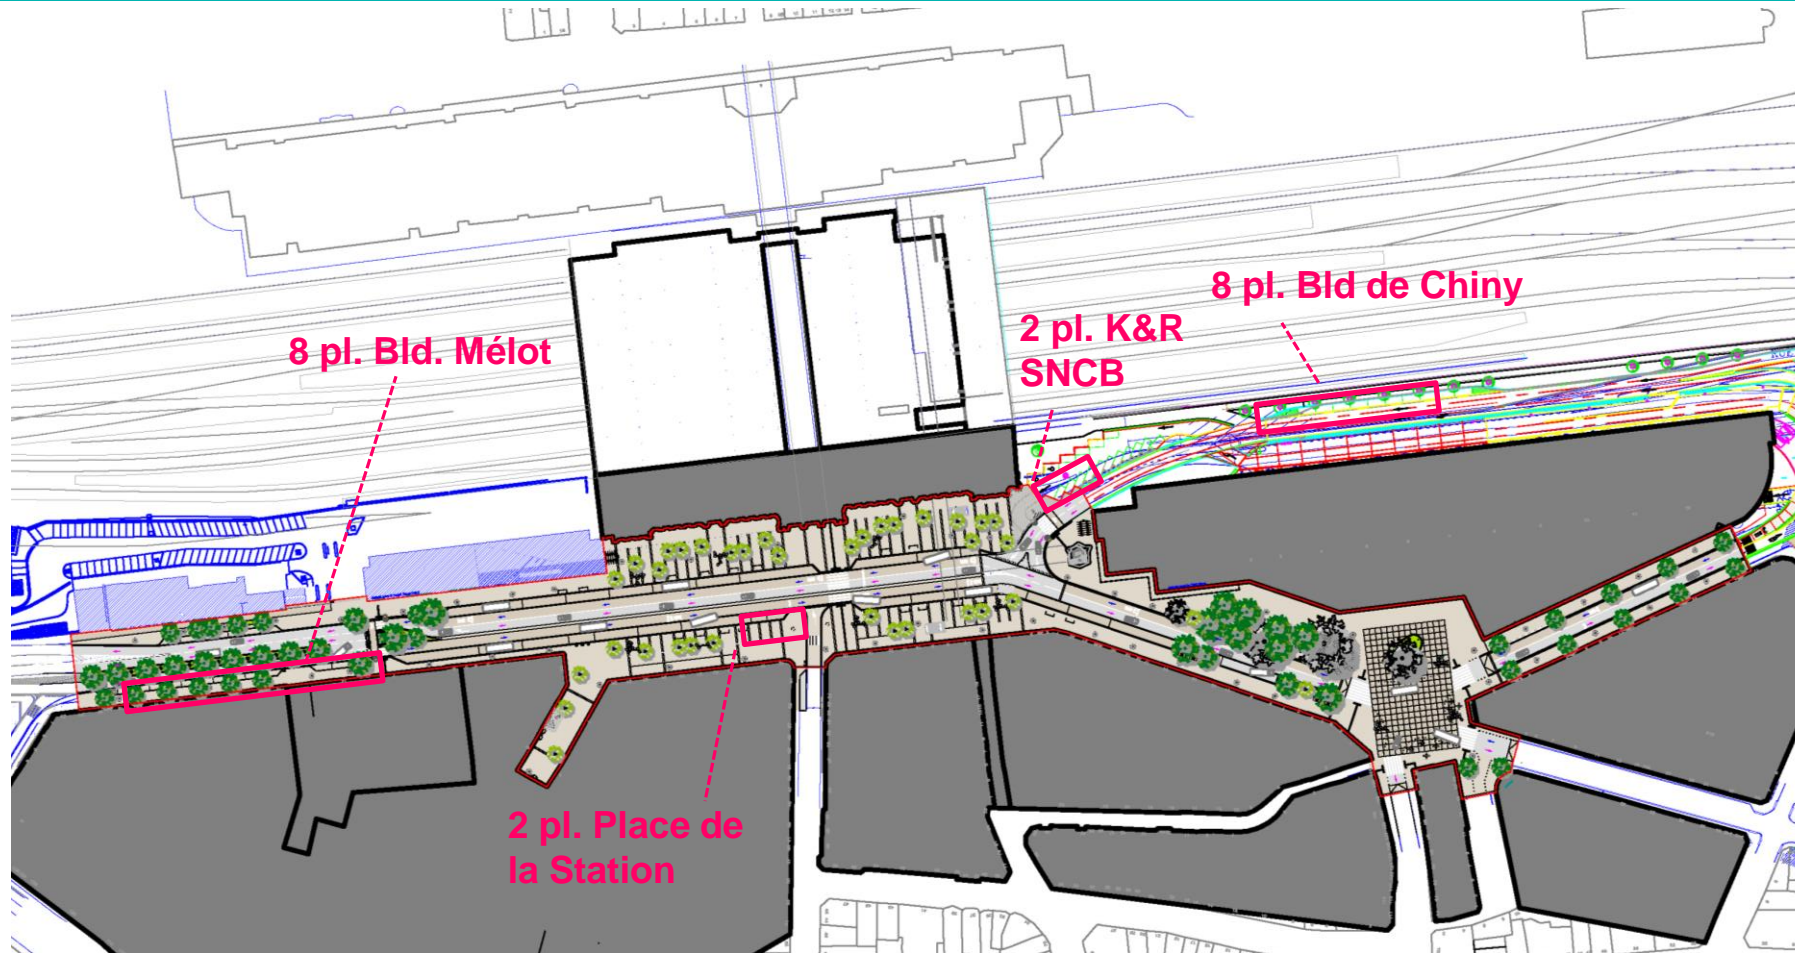 8 pl. Bld de Chiny
2 pl. K&R
SNCB
8 pl. Bld. Mélot
2 pl. Place de
la Station